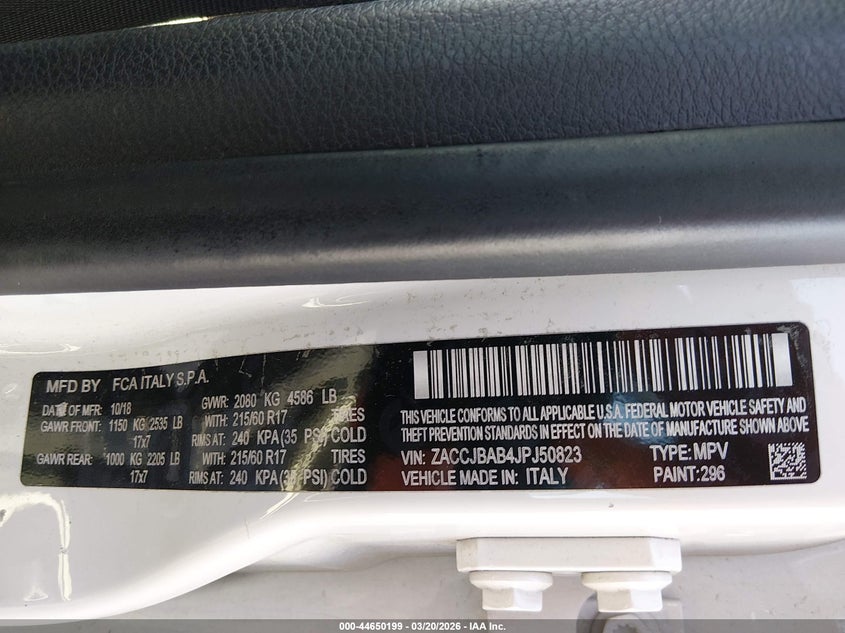 MFD BY FCA ITALY S.P.A.
DATE OF MFR: 10/18 GVWR: 2080 KG 4586 LB
GAWR FRONT: 1150 KG 2535 LB WITH: 215/60 R17 TIRES
17x7 RIMS AT: 240 KPA (35 PSI) COLD
GAWR REAR: 1000 KG 2205 LB WITH: 215/60 R17 TIRES
17x7 RIMS AT: 240 KPA (35 PSI) COLD
THIS VEHICLE CONFORMS TO ALL APPLICABLE U.S.A. FEDERAL MOTOR VEHICLE SAFETY AND
THEFT PREVENTION STANDARDS IN EFFECT ON THE DATE OF MANUFACTURE SHOWN ABOVE
VIN: ZACCJBAB4JPJ50823 TYPE: MPV
VEHICLE MADE IN: ITALY PAINT: 296
000-44650199 — 03/20/2026 — IAA Inc.